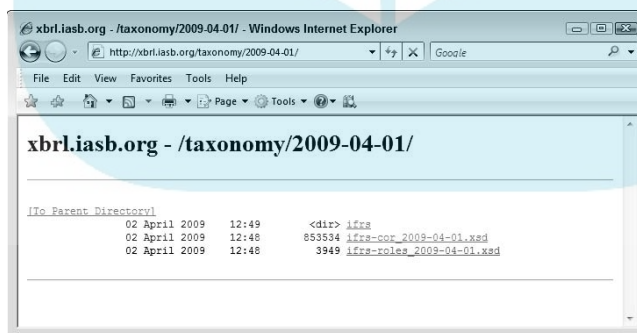 xbrl.iasb.org - /taxonomy/2009-04-01/ - Windows Internet Explorer
http://xbrl.iasb.org/taxonomy/2009-04-01/ Google
File Edit View Favorites Tools Help
Page Tools
xbrl.iasb.org - /taxonomy/2009-04-01/
[To Parent Directory]
02 April 2009 12:49 <dir> ifrs
02 April 2009 12:48 853534 ifrs-cor_2009-04-01.xsd
02 April 2009 12:48 3949 ifrs-roles_2009-04-01.xsd